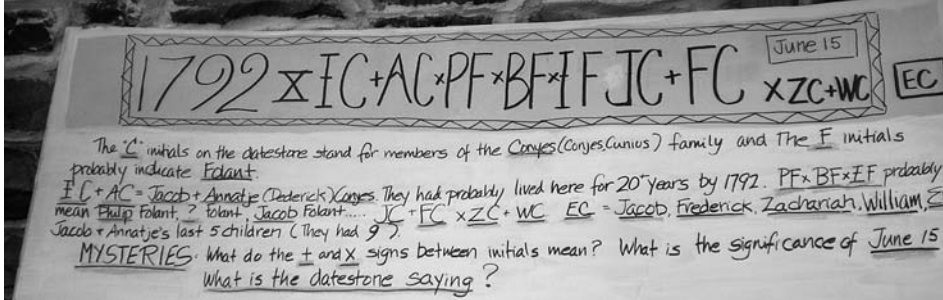 1792 x IC+AC×PF×BF×IF JC+FC ×ZC+WC EC
June 15
The "C" initials on the datestone stand for members of the Conyes (Conjes, Cunius) family and The F initials
probably indicate Folant.
IC+AC = Jacob + Annatje (Dederick) Conyes. They had probably lived here for 20+ years by 1792. PF×BF×IF probably
mean Philip Folant, ? Folant, Jacob Folant..... JC+FC ×ZC+WC EC = Jacob, Frederick, Zachariah, William,
Jacob + Annatje's last 5 children (They had 9).
MYSTERIES: What do the + and x signs between initials mean? What is the significance of June 15
What is the datestone saying?